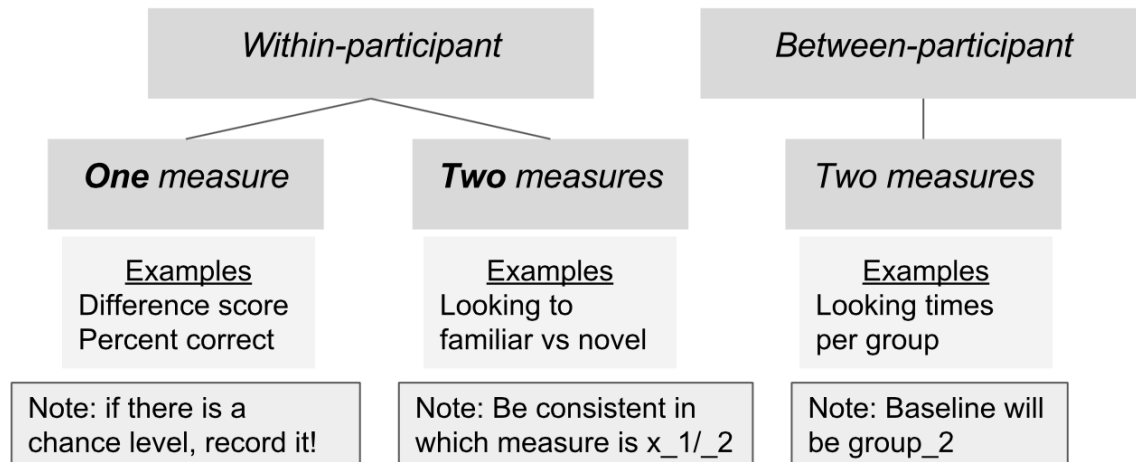 Within-participant
Between-participant
One measure
Two measures
Two measures
Examples
Difference score
Percent correct
Examples
Looking to
familiar vs novel
Examples
Looking times
per group
Note: if there is a
chance level, record it!
Note: Be consistent in
which measure is x_1/_2
Note: Baseline will
be group_2